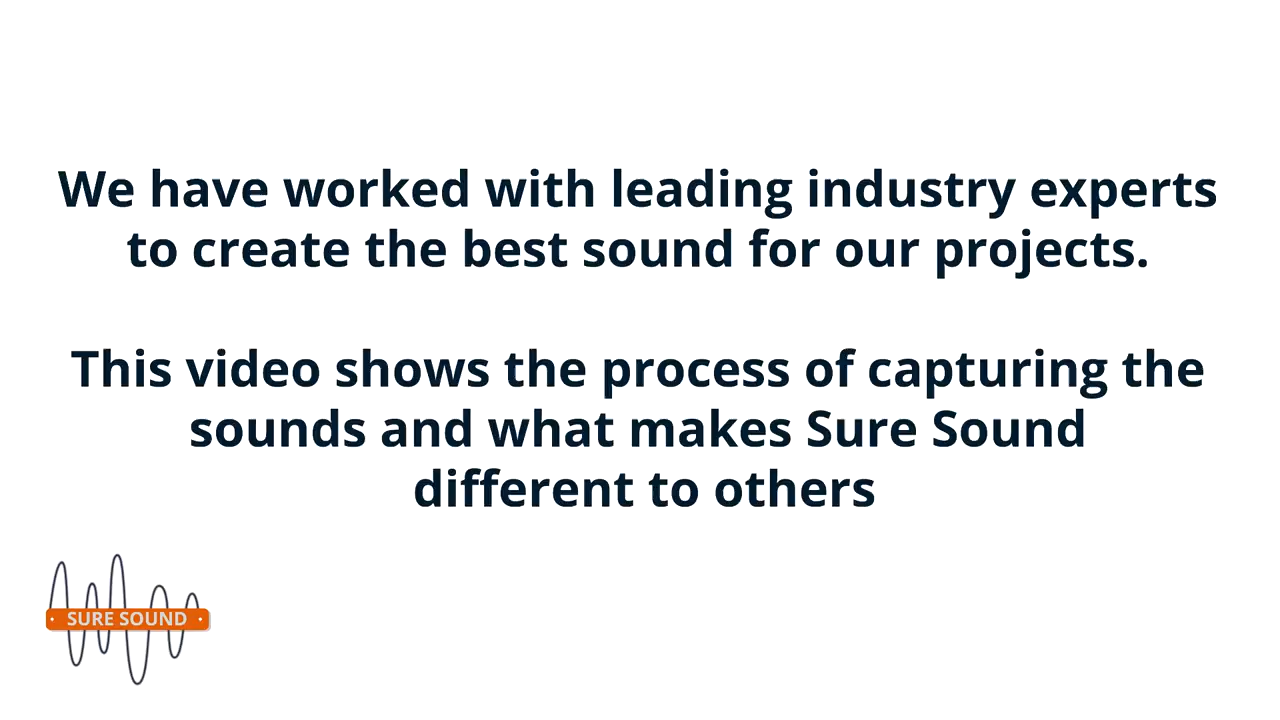 We have worked with leading industry experts
to create the best sound for our projects.
This video shows the process of capturing the
sounds and what makes Sure Sound
different to others
SURE SOUND